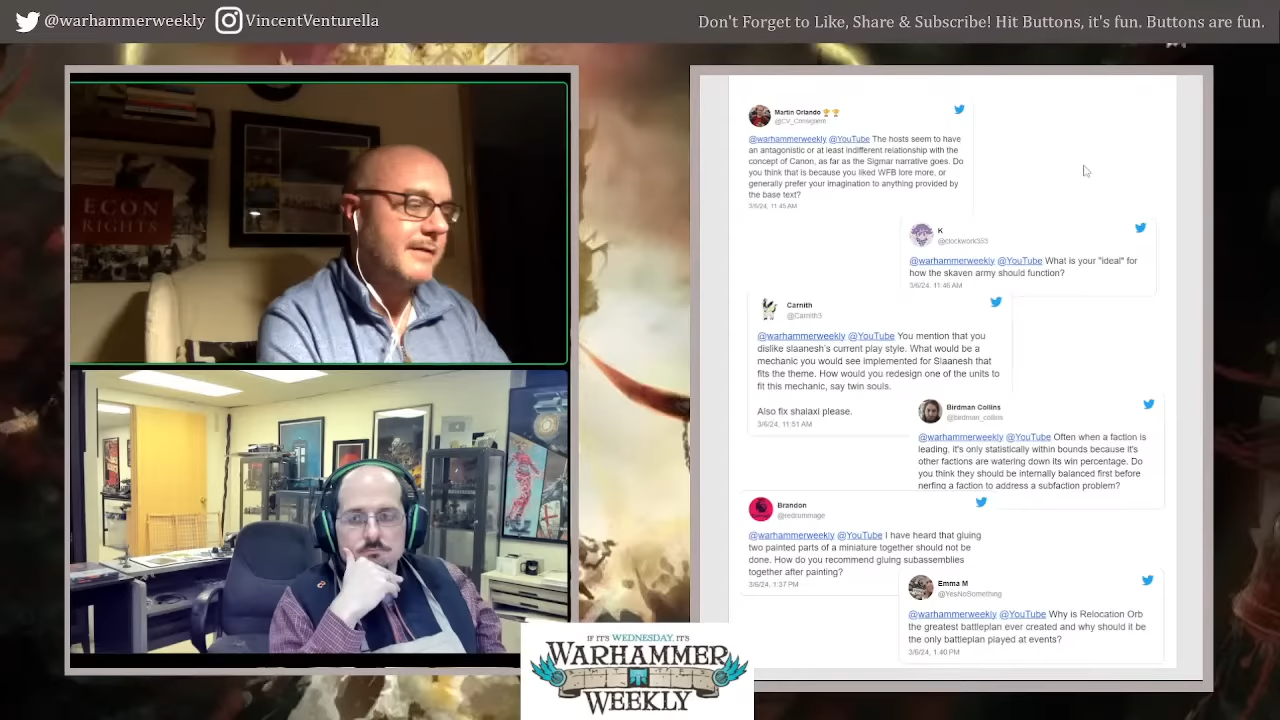 @warhammerweekly
VincentVenturella
Don't Forget to Like, Share & Subscribe! Hit Buttons, it's fun. Buttons are fun.
ECON
RIGHTS
Martin Orlando
@CV_Consignem
@warhammerweekly @YouTube The hosts seem to have
an antagonistic or at least indifferent relationship with the
concept of Canon, as far as the Sigmar narrative goes. Do
you think that is because you liked WFB lore more, or
generally prefer your imagination to anything provided by
the base text?
3/6/24, 11:45 AM
K
@clockwork353
@warhammerweekly @YouTube What is your "ideal" for
how the skaven army should function?
3/6/24, 11:46 AM
Carnith
@Carnith3
@warhammerweekly @YouTube You mention that you
dislike slaanesh's current play style. What would be a
mechanic you would see implemented for Slaanesh that
fits the theme. How would you redesign one of the units to
fit this mechanic, say twin souls.
Also fix shalaxi please.
3/6/24, 11:51 AM
Birdman Collins
@birdman_collins
@warhammerweekly @YouTube Often when a faction is
leading, it's only statistically within bounds because it's
other factions are watering down its win percentage. Do
you think they should be internally balanced first before
nerfing a faction to address a subfaction problem?
Brandon
@redrummage
@warhammerweekly @YouTube I have heard that gluing
two painted parts of a miniature together should not be
done. How do you recommend gluing subassemblies
together after painting?
3/6/24, 1:37 PM
Emma M
@YesNoSomething
@warhammerweekly @YouTube Why is Relocation Orb
the greatest battleplan ever created and why should it be
the only battleplan played at events?
3/6/24, 1:40 PM
IF IT'S WEDNESDAY, IT'S
WARHAMMER
WEEKLY